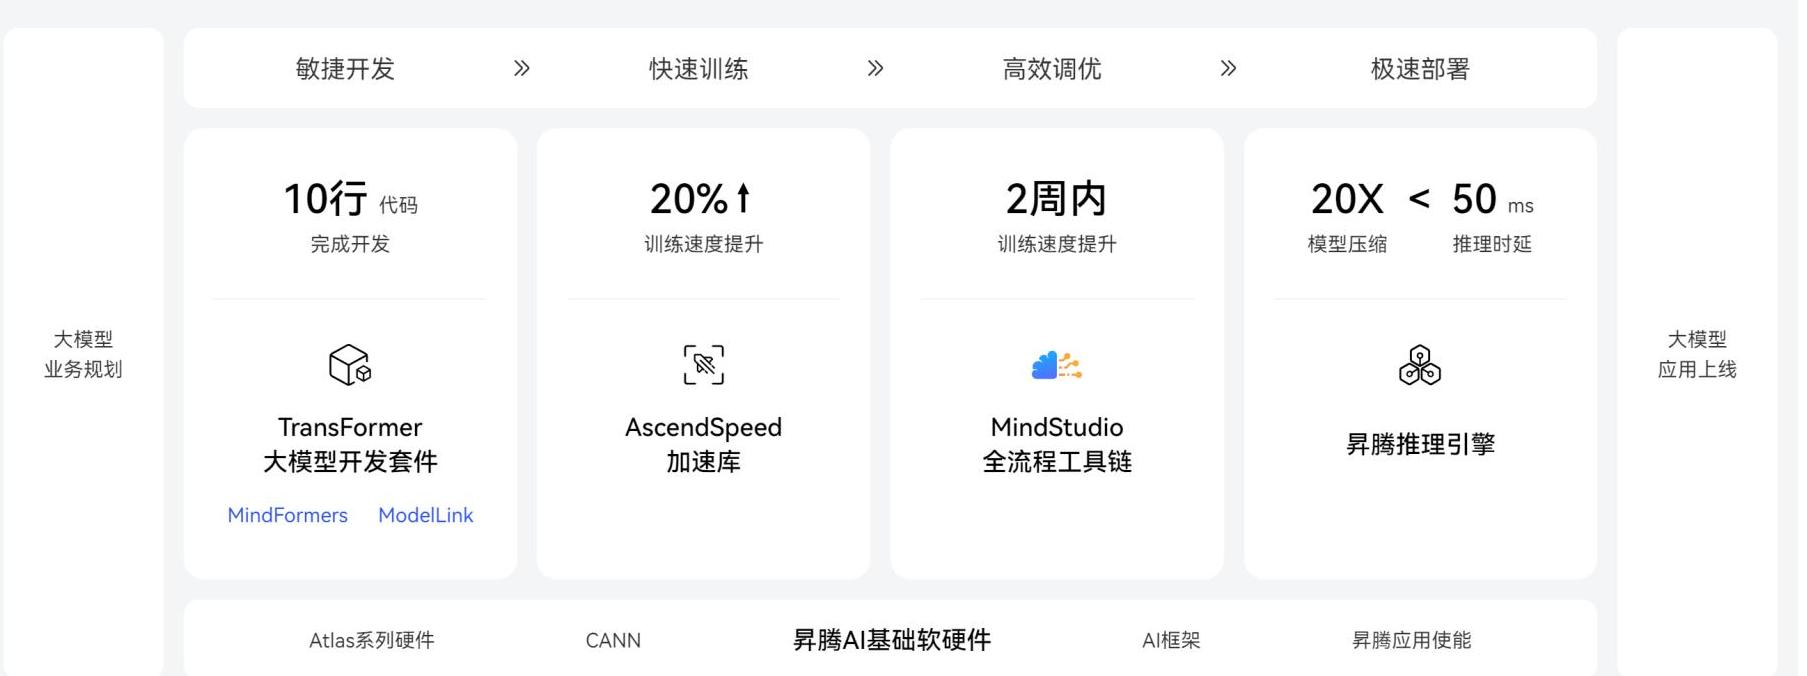 大模型
业务规划
敏捷开发 » 快速训练 » 高效调优 » 极速部署
10行 代码
完成开发
TransFormer
大模型开发套件
MindFormers ModelLink
20%↑
训练速度提升
AscendSpeed
加速库
2周内
训练速度提升
MindStudio
全流程工具链
20X < 50 ms
模型压缩 推理时延
昇腾推理引擎
Atlas系列硬件 CANN 昇腾AI基础软硬件 AI框架 昇腾应用使能
大模型
应用上线